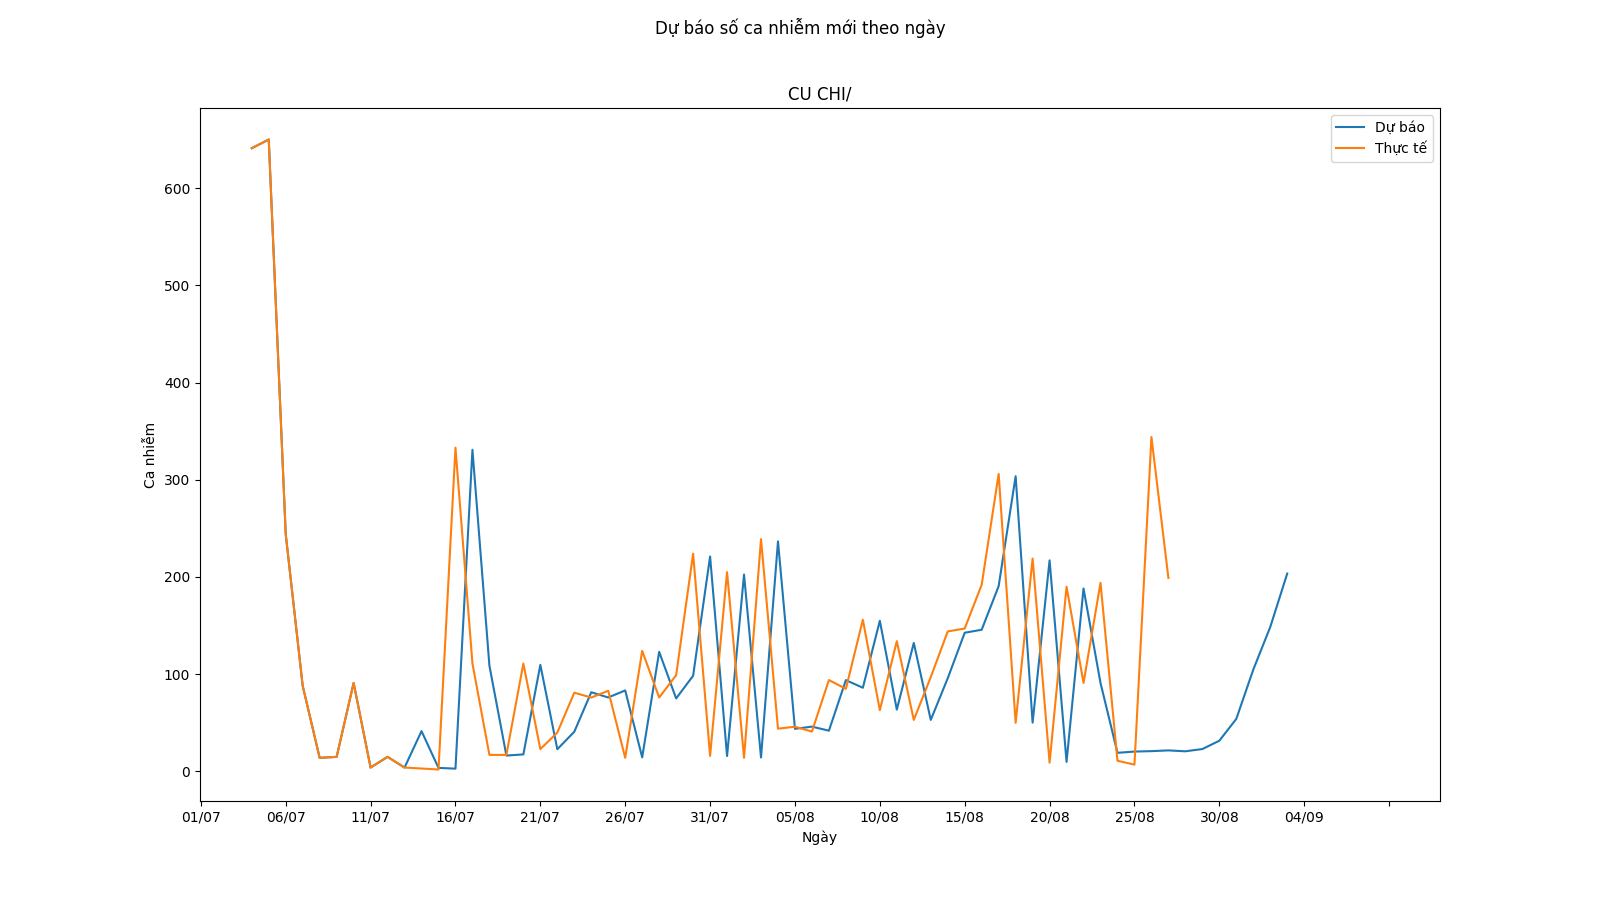 Dự báo số ca nhiễm mới theo ngày
CU CHI/
Dự báo
Thực tế
600
500
400
300
200
100
0
Ca nhiễm
01/07 06/07 11/07 16/07 21/07 26/07 31/07 05/08 10/08 15/08 20/08 25/08 30/08 04/09
Ngày